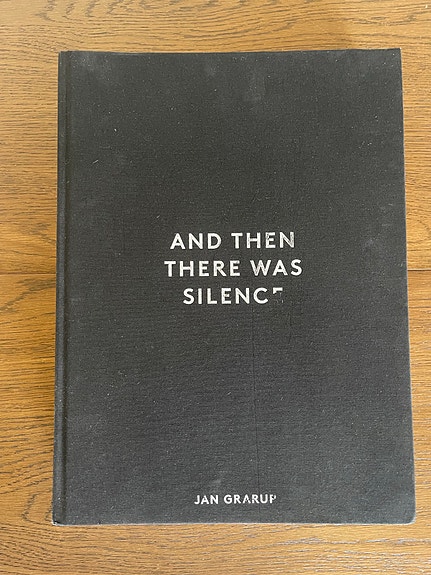 AND THEN
THERE WAS
SILENCE
JAN GRARUP